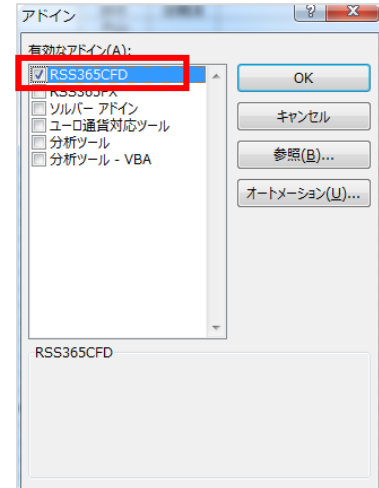 アドイン
有効なアドイン(A):
RSS365CFD
RSS365FX
ソルバー アドイン
ユーロ通貨対応ツール
分析ツール
分析ツール - VBA
OK
キャンセル
参照(B)...
オートメーション(U)...
RSS365CFD